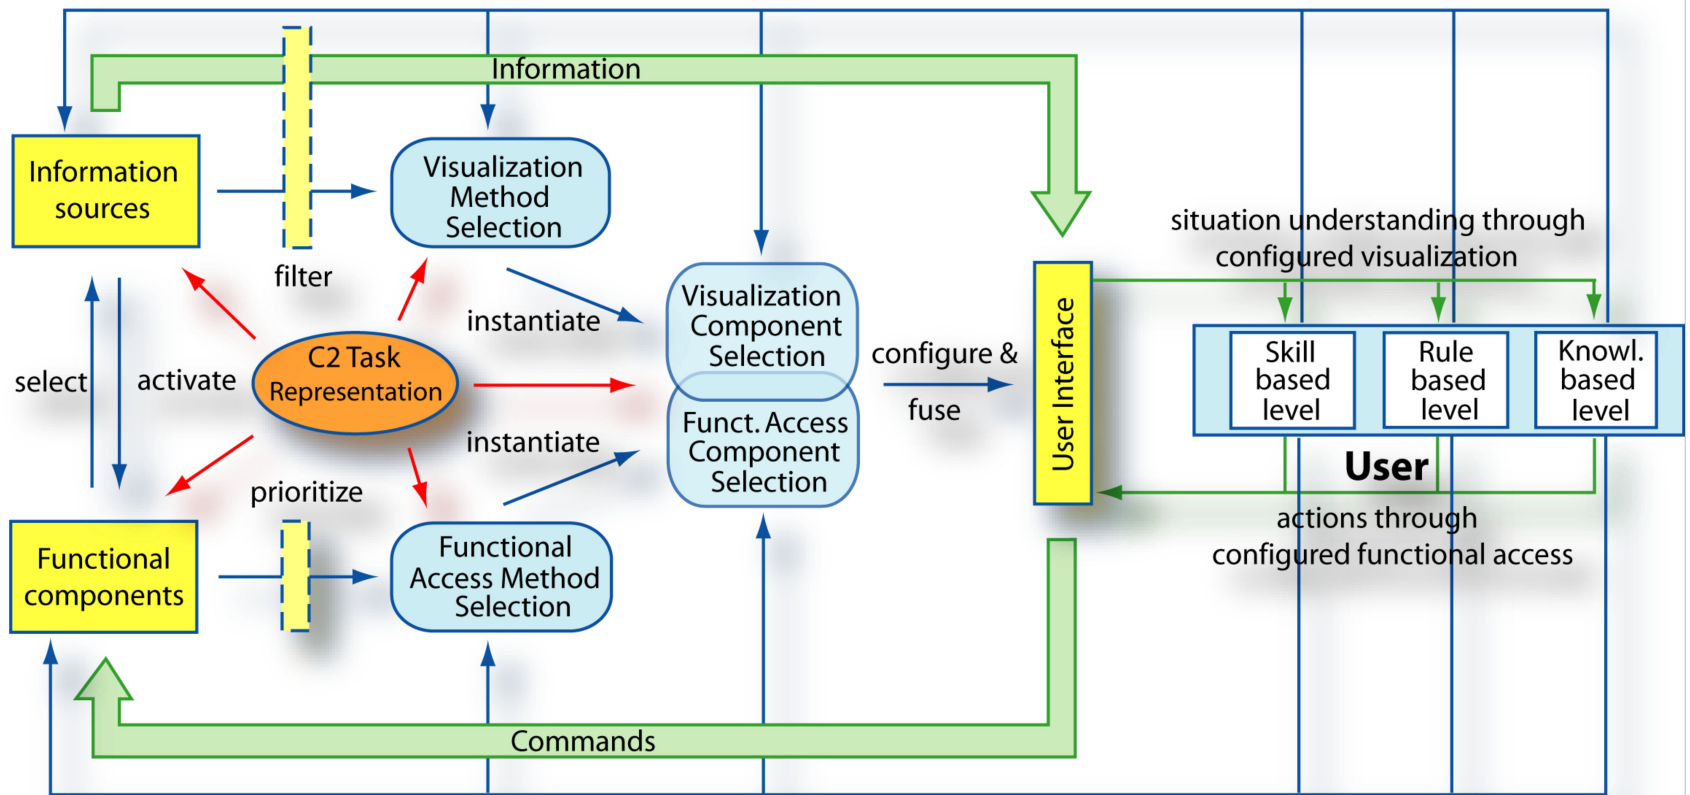 Information
Information
sources
filter
Visualization
Method
Selection
situation understanding through
configured visualization
select
activate
C2 Task
Representation
instantiate
instantiate
Visualization
Component
Selection
Funct. Access
Component
Selection
configure &
fuse
User Interface
Skill
based
level
Rule
based
level
Knowl.
based
level
User
actions through
configured functional access
prioritize
Functional
components
Functional
Access Method
Selection
Commands